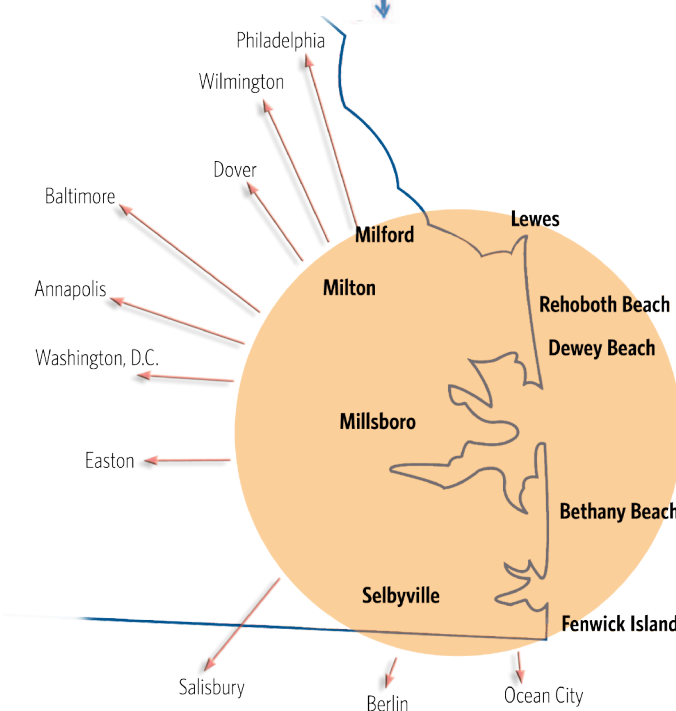 Philadelphia
Wilmington
Dover
Baltimore
Lewes
Milford
Milton
Annapolis
Rehoboth Beach
Dewey Beach
Washington, D.C.
Millsboro
Easton
Bethany Beach
Selbyville
Fenwick Island
Salisbury
Berlin
Ocean City